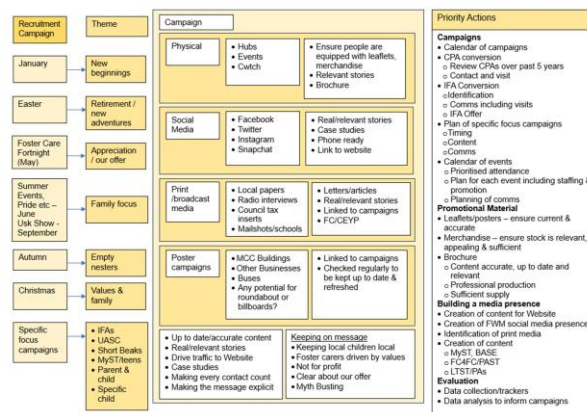 Recruitment
Campaign
Theme
January
New
beginnings
Easter
Retirement /
new
adventures
Foster Care
Fortnight
(May)
Appreciation
/ our offer
Summer
Events,
Pride etc –
June
Usk Show -
September
Family focus
Autumn
Empty
nesters
Christmas
Values &
family
Specific
focus
campaigns
• IFAs
• UASC
• Short Beaks
• MyST/teens
• Parent &
child
• Specific
child
Campaign
Physical
• Hubs
• Events
• Cwtch
• Ensure people are
equipped with leaflets,
merchandise
• Relevant stories
• Brochure
Social
Media
• Facebook
• Twitter
• Instagram
• Snapchat
• Real/relevant stories
• Case studies
• Phone ready
• Link to website
Print
/broadcast
media
• Local papers
• Radio interviews
• Council tax
inserts
• Mailshots/schools
• Letters/articles
• Real/relevant stories
• Linked to campaigns
• FC/CEYP
Poster
campaigns
• MCC Buildings
• Other Businesses
• Buses
• Any potential for
roundabout or
billboards?
• Linked to campaigns
• Checked regularly to
be kept up to date &
refreshed
• Up to date/accurate content
• Real/relevant stories
• Drive traffic to Website
• Case studies
• Making every contact count
• Making the message explicit
Keeping on message
• Keeping local children local
• Foster carers driven by values
• Not for profit
• Clear about our offer
• Myth Busting
Priority Actions
Campaigns
• Calendar of campaigns
• CPA conversion
o Review CPAs over past 5 years
o Contact and visit
• IFA Conversion
o Identification
o Comms including visits
o IFA Offer
• Plan of specific focus campaigns
o Timing
o Content
o Comms
• Calendar of events
o Prioritised attendance
o Plan for each event including staffing &
promotion
o Planning of comms
Promotional Material
• Leaflets/posters – ensure current &
accurate
• Merchandise – ensure stock is relevant,
appealing & sufficient
• Brochure
o Content accurate, up to date and
relevant
o Professional production
o Sufficient supply
Building a media presence
• Creation of content for Website
• Creation of FWM social media presence
• Identification of print media
• Creation of content
o MyST, BASE
o FC4FC/PAST
o LTST/PAs
Evaluation
• Data collection/trackers
• Data analysis to inform campaigns